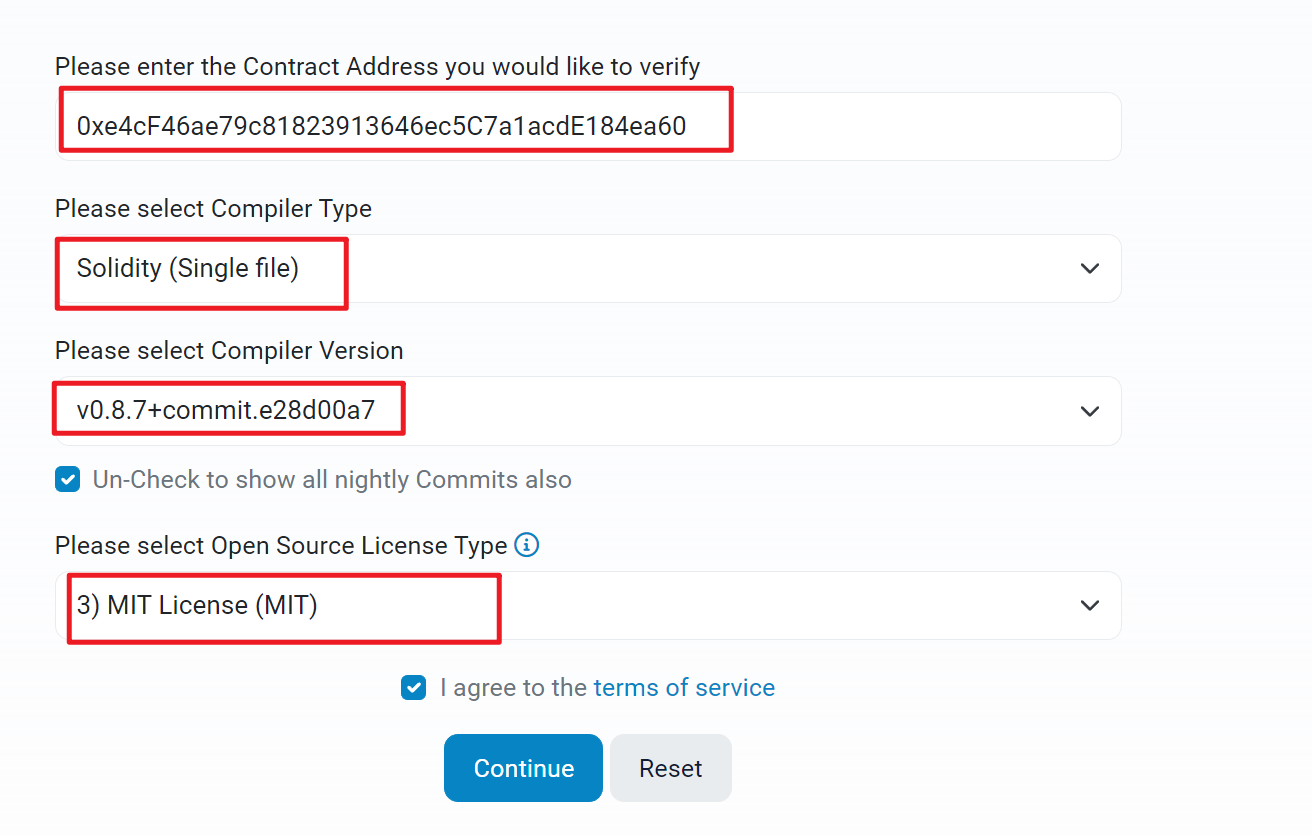 Please enter the Contract Address you would like to verify
0xe4cF46ae79c81823913646ec5C7a1acdE184ea60
Please select Compiler Type
Solidity (Single file)
Please select Compiler Version
v0.8.7+commit.e28d00a7
Un-Check to show all nightly Commits also
Please select Open Source License Type
3) MIT License (MIT)
I agree to the terms of service
Continue Reset